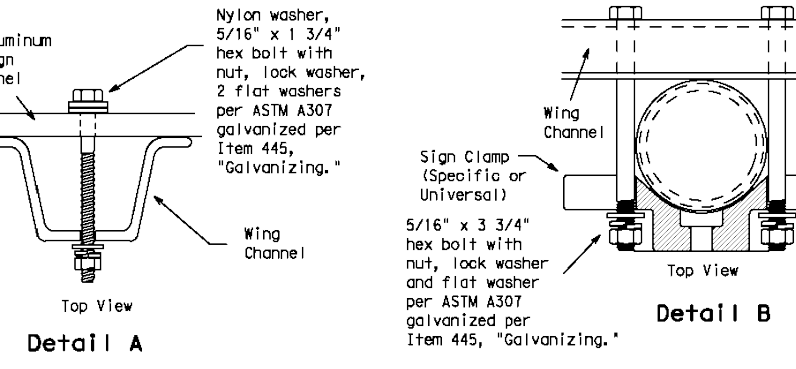 Nylon washer,
5/16" x 1 3/4"
hex bolt with
nut, lock washer,
2 flat washers
per ASTM A307
galvanized per
Item 445,
"Galvanizing."
Wing
Channel
Top View
Detail A
Wing
Channel
Sign Clamp
(Specific or
Universal)
5/16" x 3 3/4"
hex bolt with
nut, lock washer
and flat washer
per ASTM A307
galvanized per
Item 445, "Galvanizing."
Top View
Detail B